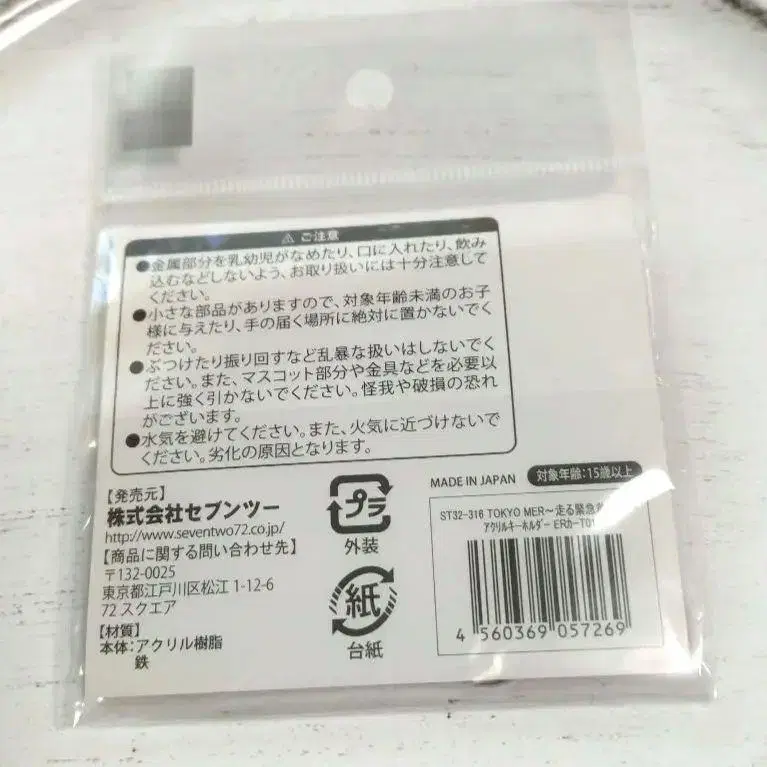 ⚠ ご注意
●金属部分を乳幼児がなめたり、口に入れたり、飲み
込むなどしないよう、お取り扱いには十分注意して
ください。
●小さな部品がありますので、対象年齢未満のお子
様に与えたり、手の届く場所に絶対に置かないでく
ださい。
●ぶつけたり振り回すなど乱暴な扱いはしないでく
ださい。また、マスコット部分や金具などを必要以
上に強く引かないでください。怪我や破損の恐れ
がございます。
●水気を避けてください。また、火気に近づけないで
ください。劣化の原因となります。
【発売元】
株式会社セブンツー
http://www.seventwo72.co.jp/
【商品に関する問い合わせ先】
〒132-0025
東京都江戸川区松江 1-12-6
72 スクエア
【材質】
本体:アクリル樹脂
鉄
プラ
外装
紙
台紙
MADE IN JAPAN
対象年齢:15歳以上
ST32-316 TOKYO MER~走る緊急
アクリルキーホルダー ERカーT01
4 560369 057269